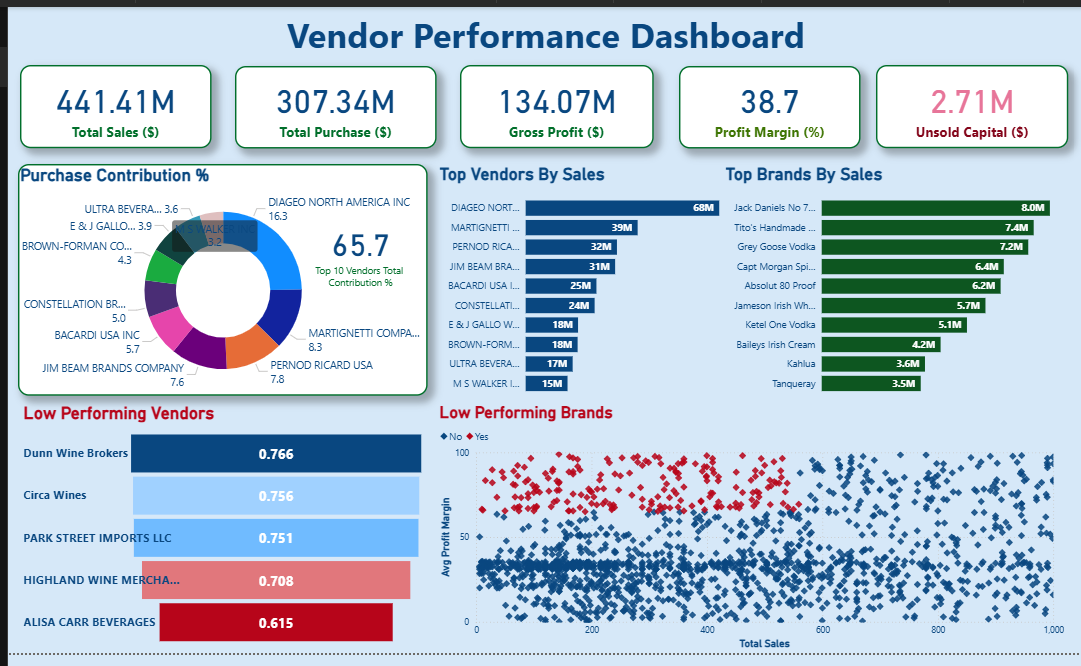 Vendor Performance Dashboard
441.41M
Total Sales ($)
307.34M
Total Purchase ($)
134.07M
Gross Profit ($)
38.7
Profit Margin (%)
2.71M
Unsold Capital ($)
Purchase Contribution %
DIAGEO NORTH AMERICA INC
16.3
MARTIGNETTI COMPA...
8.3
PERNOD RICARD USA
7.8
JIM BEAM BRANDS COMPANY
7.6
BACARDI USA INC
5.7
CONSTELLATION BR...
5.0
BROWN-FORMAN CO...
4.3
E & J GALLO... 3.9
ULTRA BEVERA... 3.6
M S WALKER INC
3.2
65.7
Top 10 Vendors Total
Contribution %
Top Vendors By Sales
DIAGEO NORT... 68M
MARTIGNETTI ... 39M
PERNOD RICA... 32M
JIM BEAM BRA... 31M
BACARDI USA I... 25M
CONSTELLATI... 24M
E & J GALLO W... 18M
BROWN-FORM... 18M
ULTRA BEVERA... 17M
M S WALKER I... 15M
Top Brands By Sales
Jack Daniels No 7... 8.0M
Tito's Handmade ... 7.4M
Grey Goose Vodka 7.2M
Capt Morgan Spi... 6.4M
Absolut 80 Proof 6.2M
Jameson Irish Wh... 5.7M
Ketel One Vodka 5.1M
Baileys Irish Cream 4.2M
Kahlua 3.6M
Tanqueray 3.5M
Low Performing Vendors
Dunn Wine Brokers 0.766
Circa Wines 0.756
PARK STREET IMPORTS LLC 0.751
HIGHLAND WINE MERCHA... 0.708
ALISA CARR BEVERAGES 0.615
Low Performing Brands
No Yes
Avg Profit Margin
100
50
0
0 200 400 600 800 1,000
Total Sales